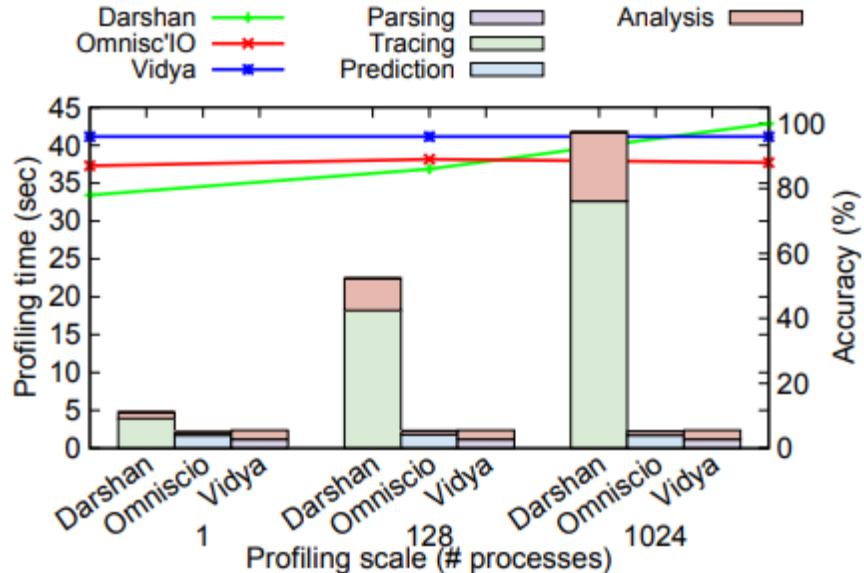 Darshan
Omnisc'IO
Vidya
Parsing
Tracing
Prediction
Analysis
Profiling time (sec)
45
40
35
30
25
20
15
10
5
0
Accuracy (%)
100
80
60
40
20
0
Darshan Omniscio Vidya
Darshan Omniscio Vidya
Darshan Omniscio Vidya
1 128 1024
Profiling scale (# processes)